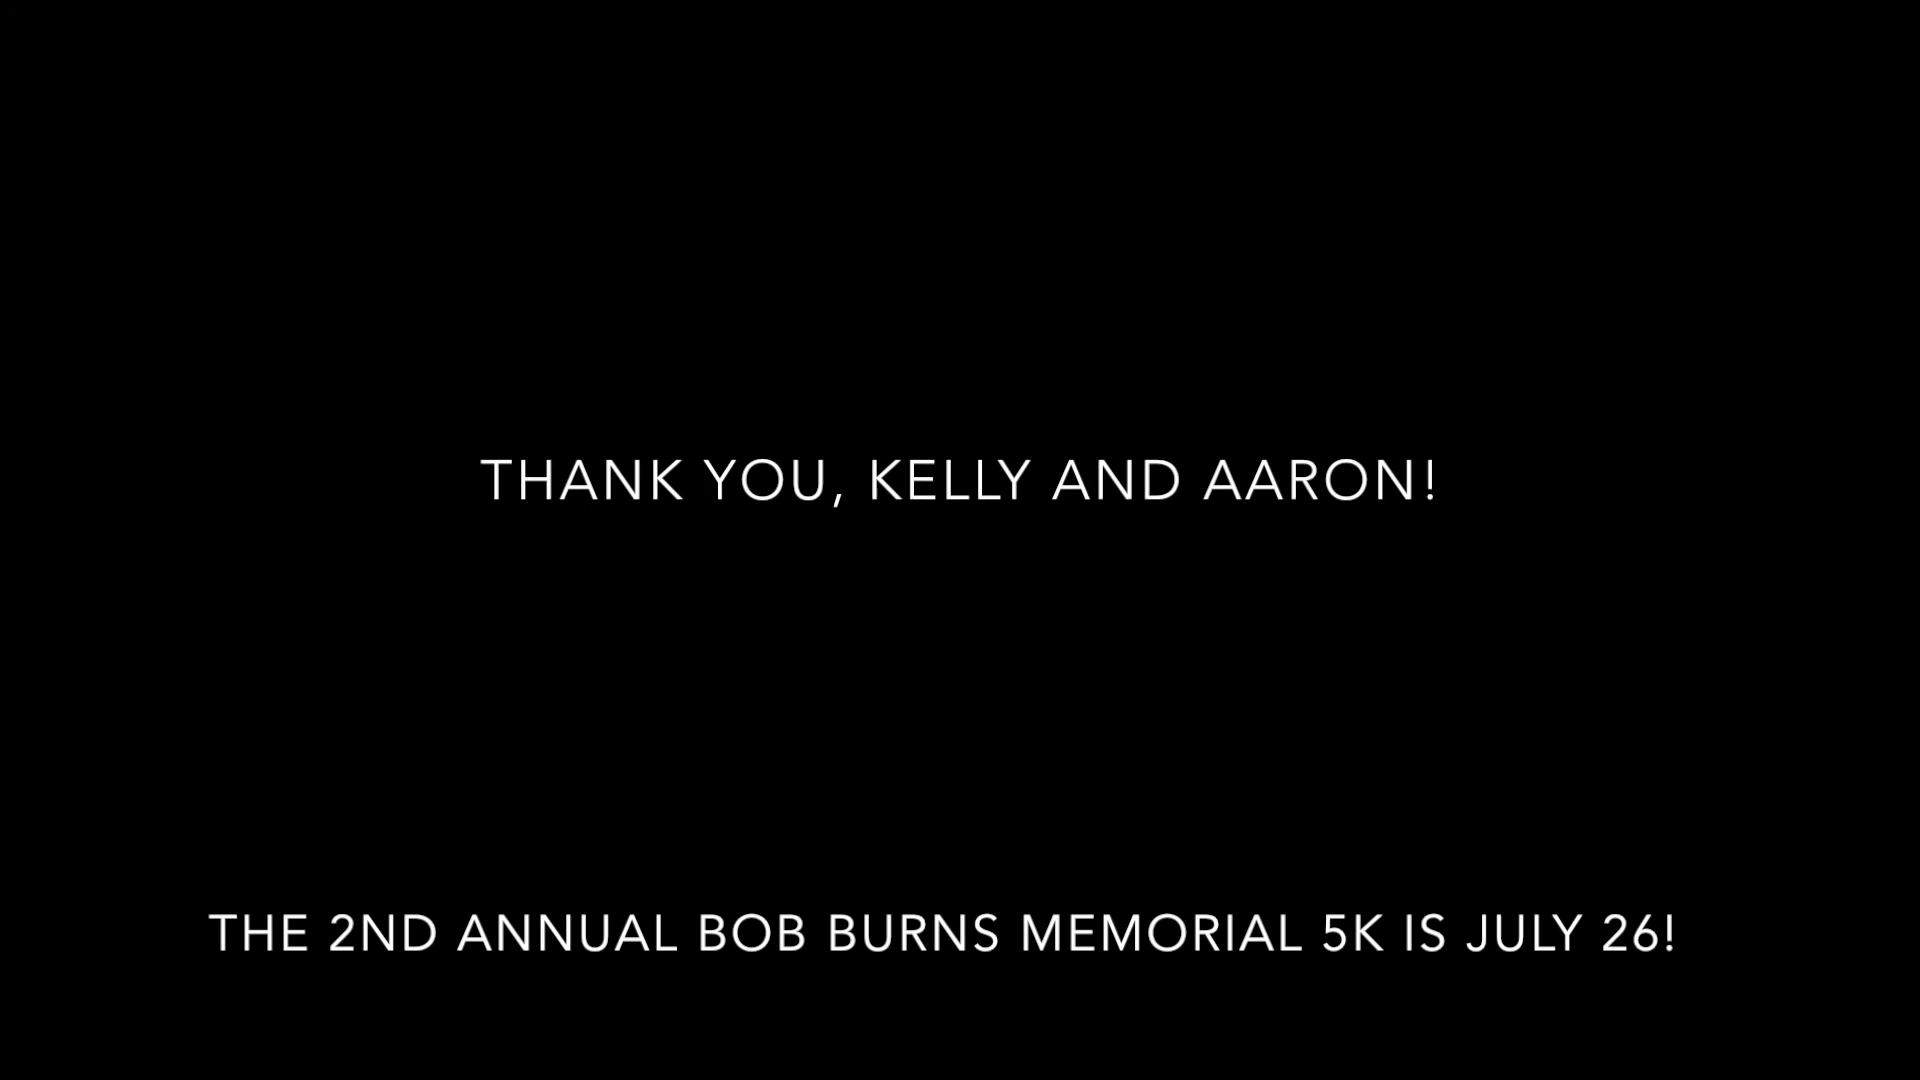 THANK YOU, KELLY AND AARON!
THE 2ND ANNUAL BOB BURNS MEMORIAL 5K IS JULY 26!